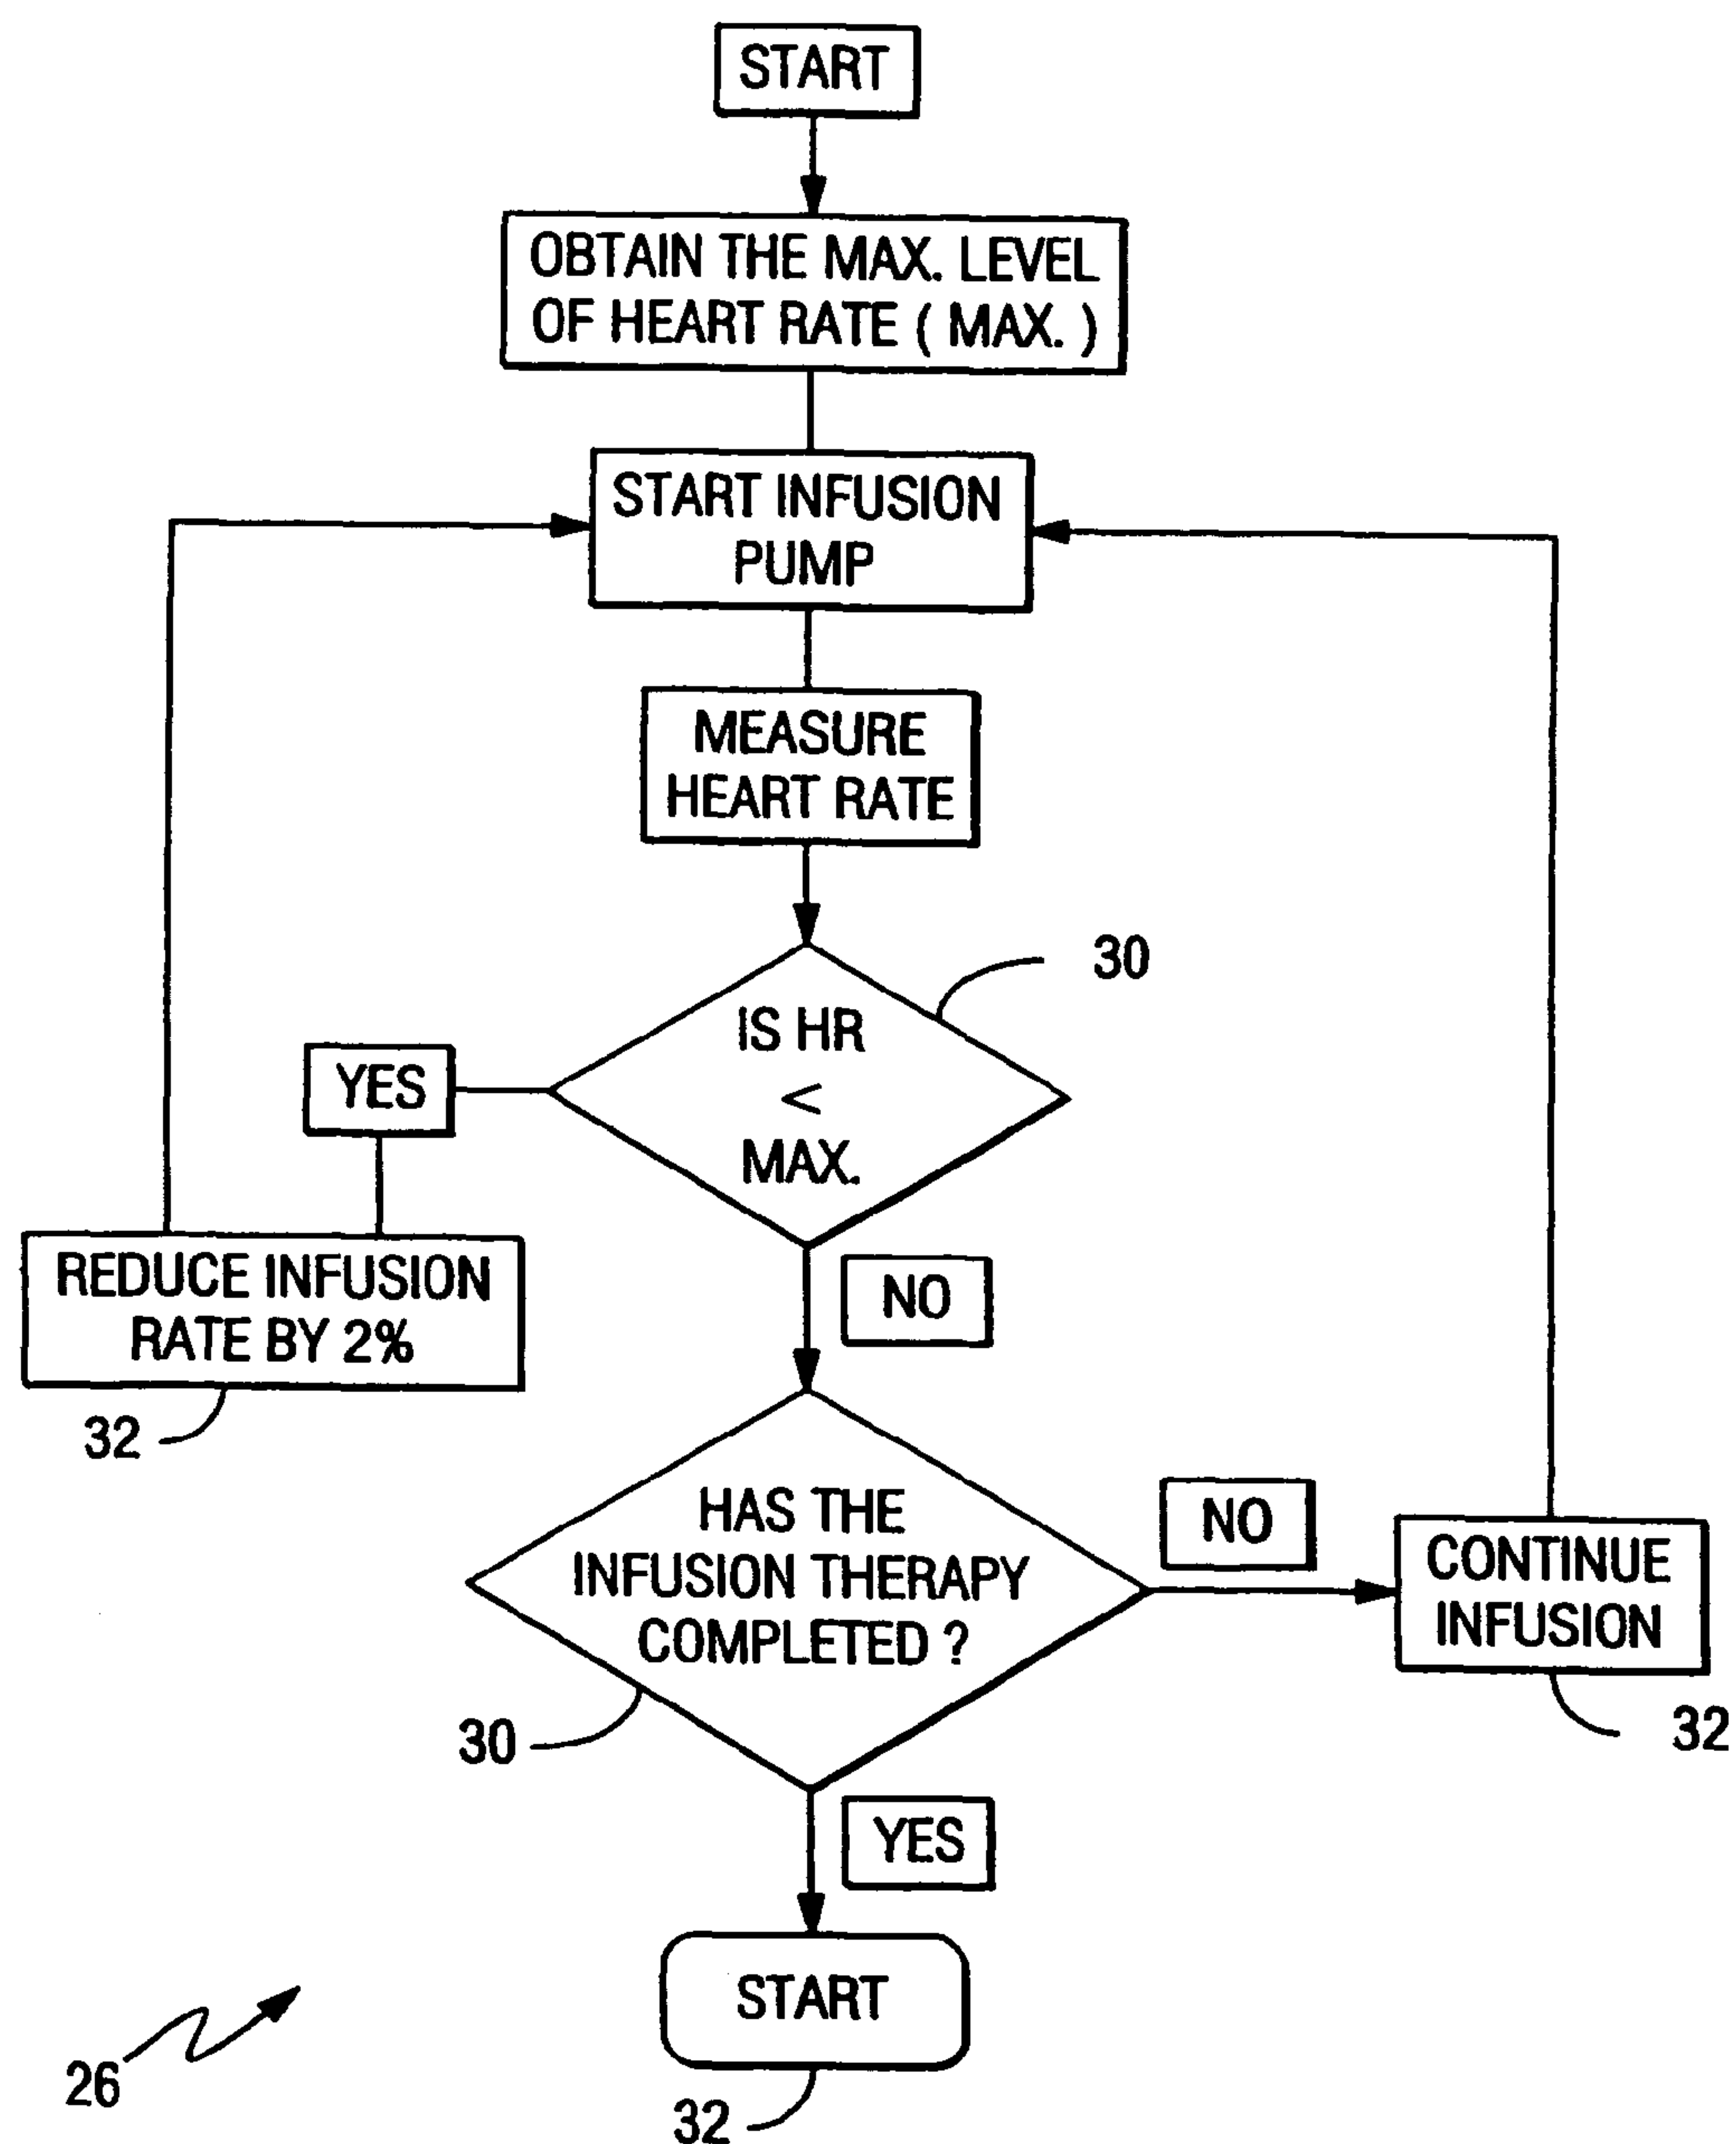 START
OBTAIN THE MAX. LEVEL
OF HEART RATE ( MAX. )
START INFUSION
PUMP
MEASURE
HEART RATE
30
IS HR
<
MAX.
YES
REDUCE INFUSION
RATE BY 2%
32
NO
HAS THE
INFUSION THERAPY
COMPLETED ?
30
NO
CONTINUE
INFUSION
32
YES
START
32
26